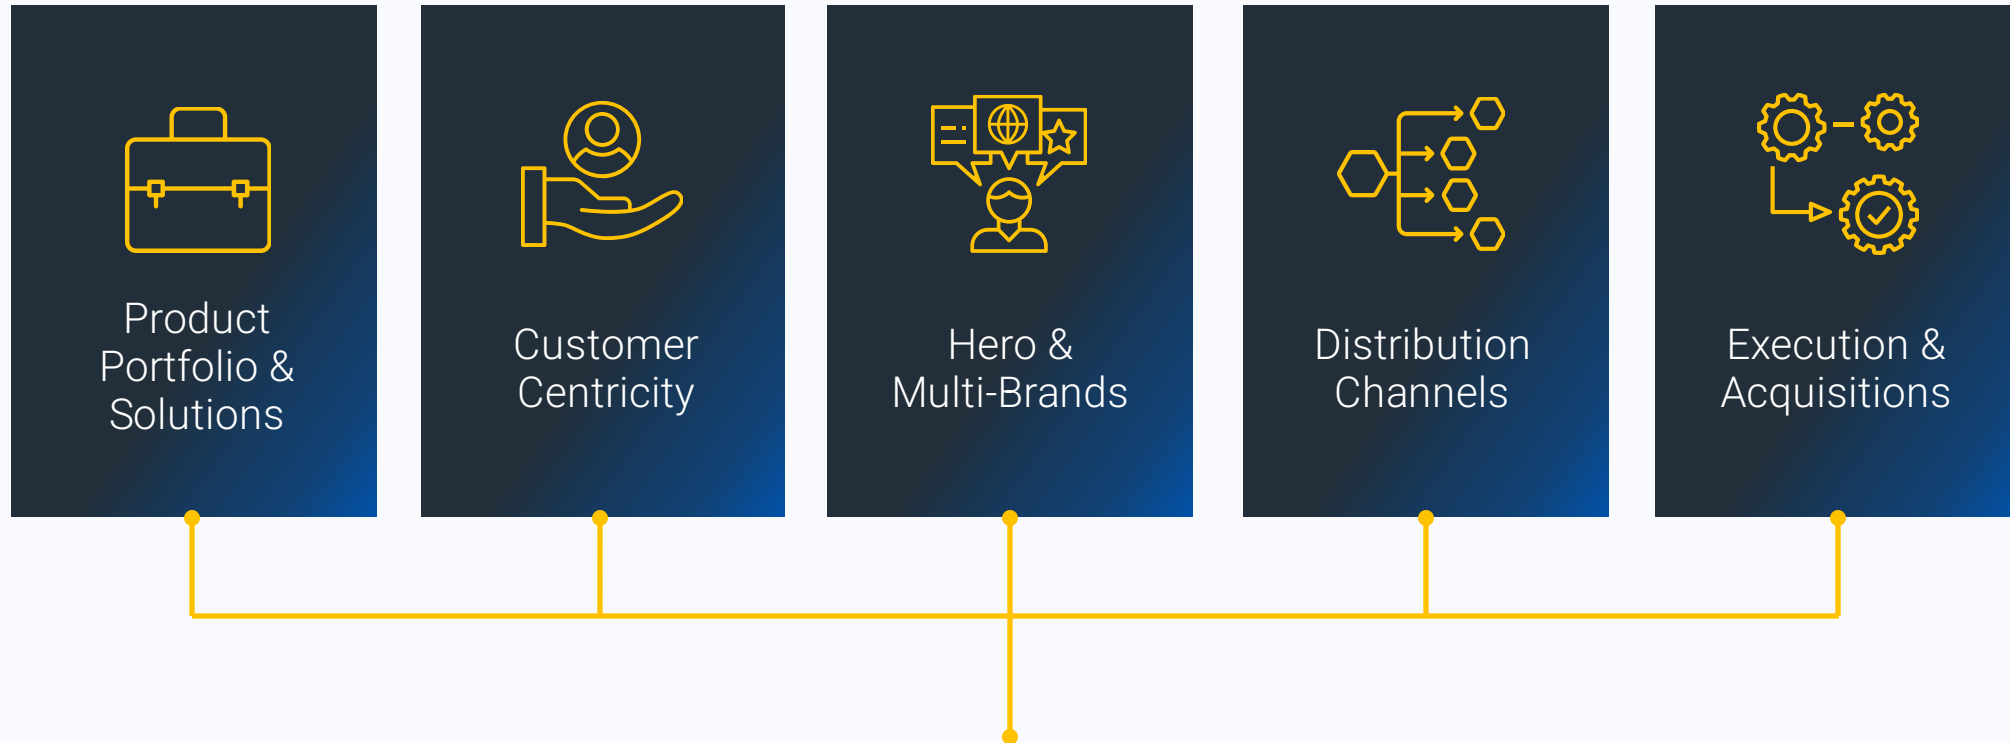 Product
Portfolio &
Solutions
Customer
Centricity
Hero &
Multi-Brands
Distribution
Channels
Execution &
Acquisitions